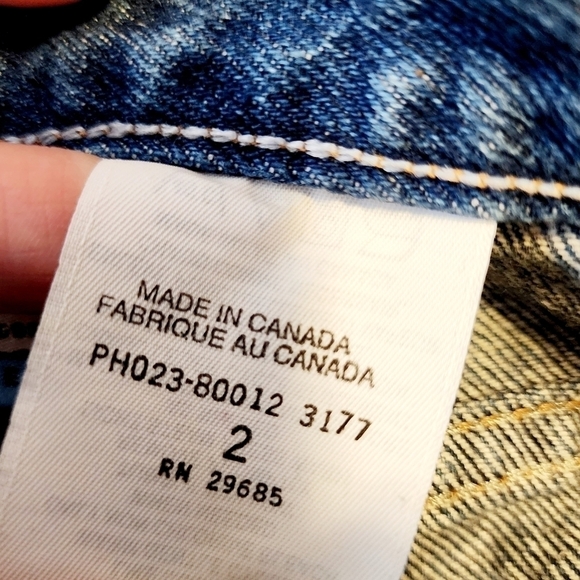 MADE IN CANADA
FABRIQUE AU CANADA
PH023-80012 3177
2
RN 29685